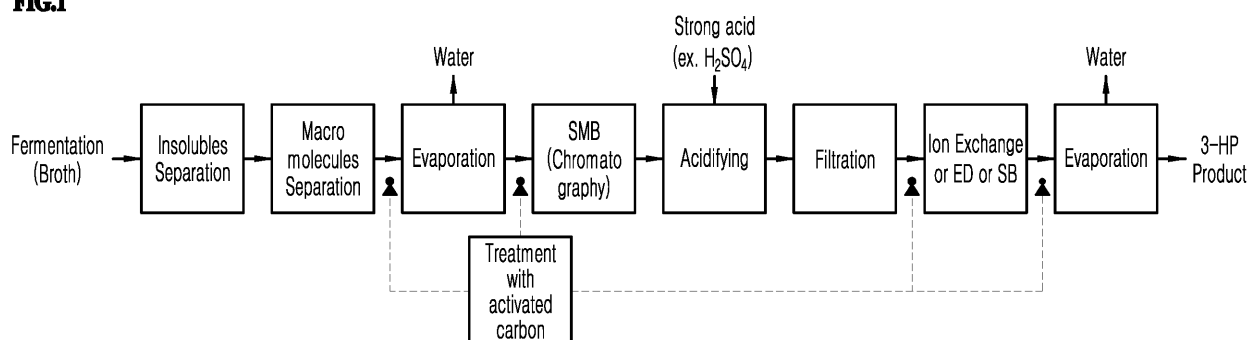 FIG.1
Strong acid
(ex. H₂SO₄)
Water
Water
Fermentation
(Broth)
Insolubles
Separation
Macro
molecules
Separation
Evaporation
SMB
(Chromato
graphy)
Acidifying
Filtration
Ion Exchange
or ED or SB
Evaporation
3-HP
Product
Treatment
with
activated
carbon